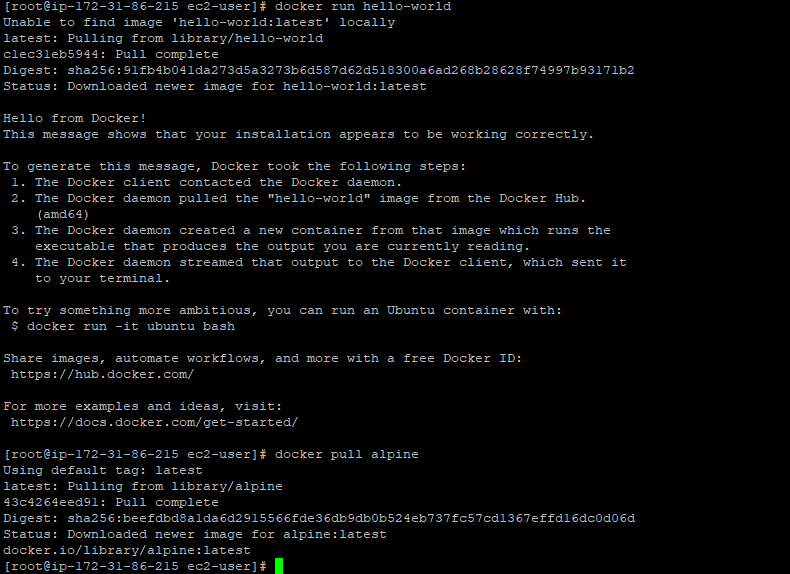 [root@ip-172-31-86-215 ec2-user]# docker run hello-world
Unable to find image 'hello-world:latest' locally
latest: Pulling from library/hello-world
c1ec31eb5944: Pull complete
Digest: sha256:91fb4b041da273d5a3273b6d587d62d518300a6ad268b28628f74997b93171b2
Status: Downloaded newer image for hello-world:latest

Hello from Docker!
This message shows that your installation appears to be working correctly.

To generate this message, Docker took the following steps:
 1. The Docker client contacted the Docker daemon.
 2. The Docker daemon pulled the "hello-world" image from the Docker Hub.
    (amd64)
 3. The Docker daemon created a new container from that image which runs the
    executable that produces the output you are currently reading.
 4. The Docker daemon streamed that output to the Docker client, which sent it
    to your terminal.

To try something more ambitious, you can run an Ubuntu container with:
 $ docker run -it ubuntu bash

Share images, automate workflows, and more with a free Docker ID:
 https://hub.docker.com/

For more examples and ideas, visit:
 https://docs.docker.com/get-started/

[root@ip-172-31-86-215 ec2-user]# docker pull alpine
Using default tag: latest
latest: Pulling from library/alpine
43c4264eed91: Pull complete
Digest: sha256:beefdbd8a1da6d2915566fde36db9db0b524eb737fc57cd1367effd16dc0d06d
Status: Downloaded newer image for alpine:latest
docker.io/library/alpine:latest
[root@ip-172-31-86-215 ec2-user]#